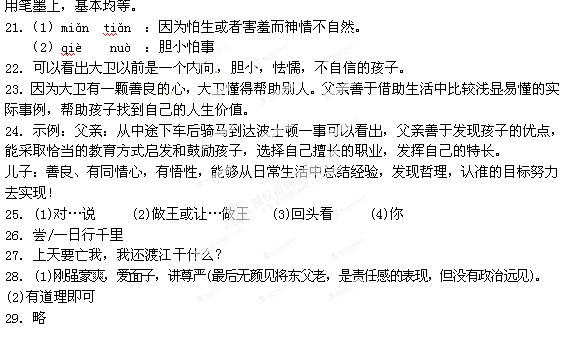 用笔墨上，基本均等。
21.（1）miǎn tiǎn ：因为怕生或者害羞而神情不自然。
（2）qiè nuò ：胆小怕事
22. 可以看出大卫以前是一个内向，胆小，怯懦，不自信的孩子。
23. 因为大卫有一颗善良的心，大卫懂得帮助别人。父亲善于借助生活中比较浅显易懂的实
际事例，帮助孩子找到自己的人生价值。
24. 示例：父亲：从中途下车后骑马到达波士顿一事可以看出，父亲善于发现孩子的优点，
能采取恰当的教育方式启发和鼓励孩子，选择自己擅长的职业，发挥自己的特长。
儿子：善良、有同情心，有悟性，能够从日常生活中总结经验，发现哲理，认准的目标努力
去实现！
25. (1)对…说 (2)做王或让…做王 (3)回头看 (4)你
26. 尝/一日行千里
27. 上天要亡我，我还渡江干什么？
28. (1)刚强豪爽，爱面子，讲尊严(最后无颜见将东父老，是责任感的表现，但没有政治远见)。
(2)有道理即可
29. 略